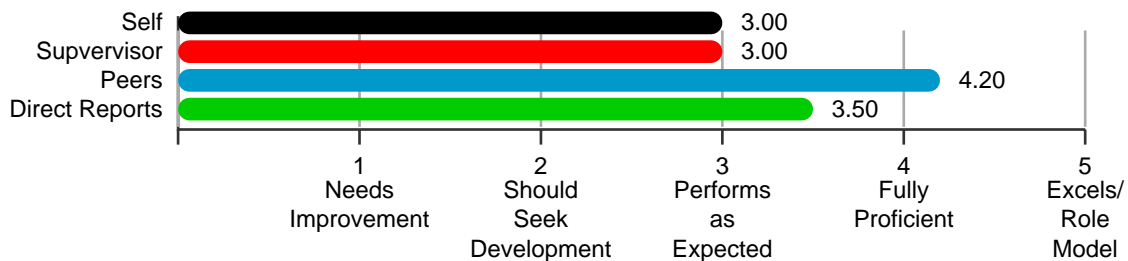 Self 3.00
Supvervisor 3.00
Peers 4.20
Direct Reports 3.50
1 2 3 4 5
Needs Should Performs Fully Excels/
Improvement Seek as Proficient Role
Development Expected Model